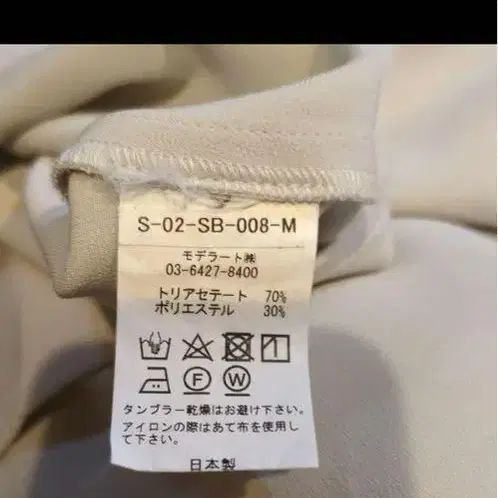 S-02-SB-008-M
モデラート㈱
03-6427-8400
トリアセテート 70%
ポリエステル 30%
F W
タンブラー乾燥はお避け下さい。
アイロンの際はあて布を使用し
て下さい。
日本製